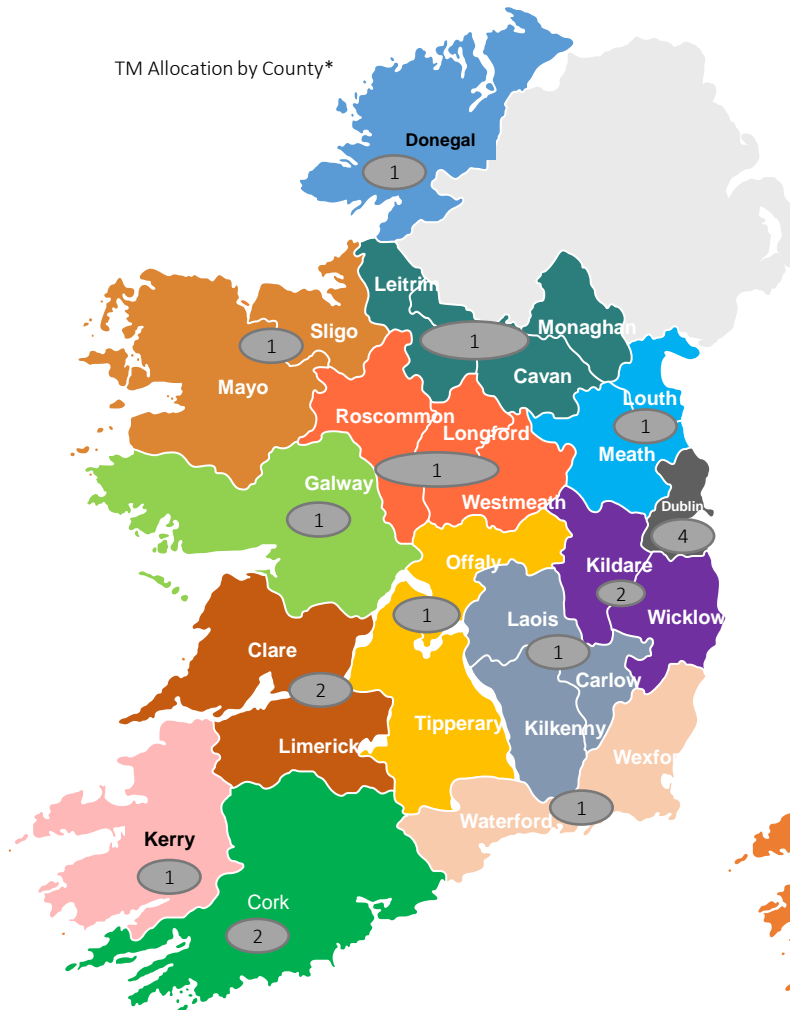 TM Allocation by County*
Donegal
1
Leitrim
Monaghan
Sligo
1
1
Cavan
Mayo
Louth
Roscommon
1
Longford
Meath
Galway
1
Westmeath
Dublin
1
4
Offaly
Kildare
2
1
Laois
Wicklow
Clare
1
Carlow
2
Tipperary
Kilkenny
Limerick
Wexfor
1
Waterford
Kerry
1
Cork
2